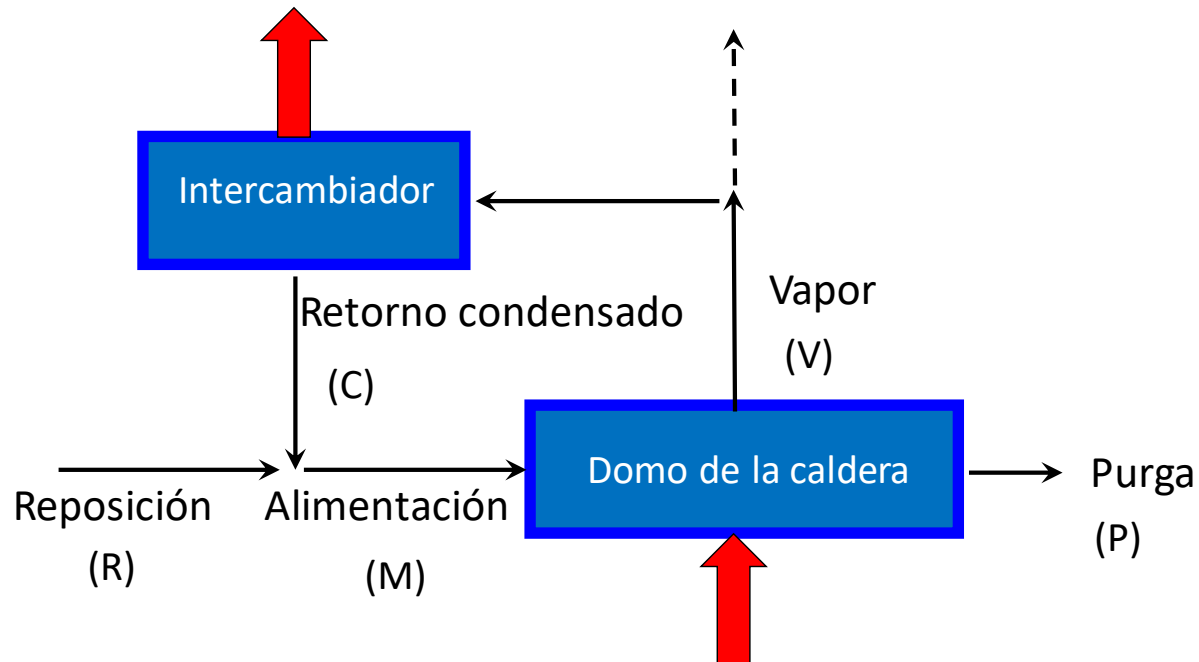 Intercambiador
Retorno condensado
(C)
Vapor
(V)
Domo de la caldera
Reposición
(R)
Alimentación
(M)
Purga
(P)